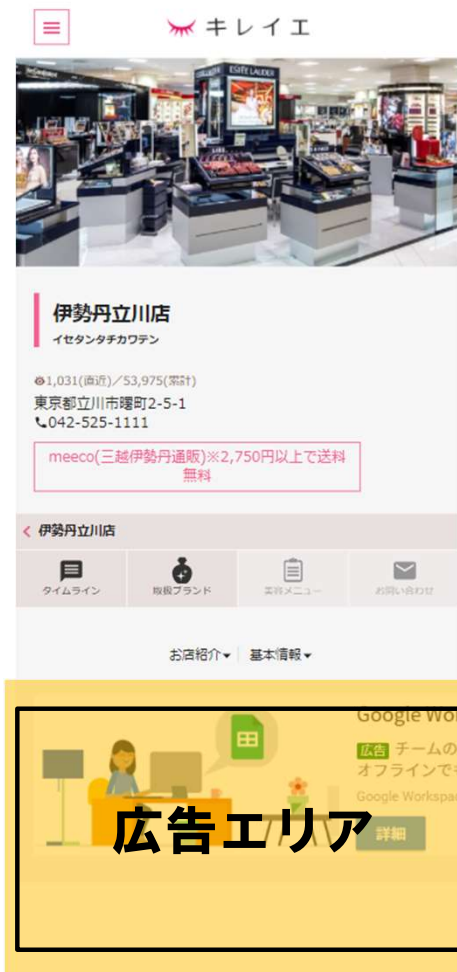 キレイエ
ESTĒE LAUDER
伊勢丹立川店
イセタンタチカワテン
1,031(直近)／53,975(累計)
東京都立川市曙町2-5-1
042-525-1111
meeco(三越伊勢丹通販)※2,750円以上で送料
無料
伊勢丹立川店
タイムライン 取扱ブランド 美容メニュー お問い合わせ
お店紹介▾ 基本情報▾
Google Wo
広告 チームの
オフラインで
Google Workspa
詳細
広告エリア